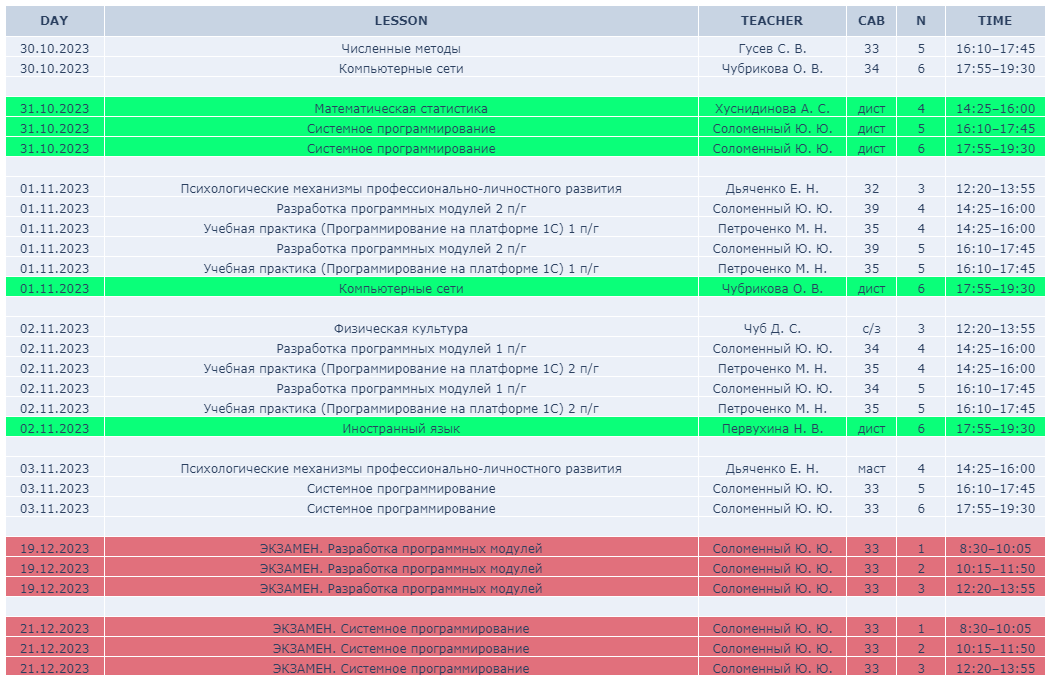 DAY LESSON TEACHER CAB N TIME
30.10.2023 Численные методы Гусев С. В. 33 5 16:10–17:45
30.10.2023 Компьютерные сети Чубрикова О. В. 34 6 17:55–19:30
31.10.2023 Математическая статистика Хуснидинова А. С. дист 4 14:25–16:00
31.10.2023 Системное программирование Соломенный Ю. Ю. дист 5 16:10–17:45
31.10.2023 Системное программирование Соломенный Ю. Ю. дист 6 17:55–19:30
01.11.2023 Психологические механизмы профессионально-личностного развития Дьяченко Е. Н. 32 3 12:20–13:55
01.11.2023 Разработка программных модулей 2 п/г Соломенный Ю. Ю. 39 4 14:25–16:00
01.11.2023 Учебная практика (Программирование на платформе 1С) 1 п/г Петроченко М. Н. 35 4 14:25–16:00
01.11.2023 Разработка программных модулей 2 п/г Соломенный Ю. Ю. 39 5 16:10–17:45
01.11.2023 Учебная практика (Программирование на платформе 1С) 1 п/г Петроченко М. Н. 35 5 16:10–17:45
01.11.2023 Компьютерные сети Чубрикова О. В. дист 6 17:55–19:30
02.11.2023 Физическая культура Чуб Д. С. с/з 3 12:20–13:55
02.11.2023 Разработка программных модулей 1 п/г Соломенный Ю. Ю. 34 4 14:25–16:00
02.11.2023 Учебная практика (Программирование на платформе 1С) 2 п/г Петроченко М. Н. 35 4 14:25–16:00
02.11.2023 Разработка программных модулей 1 п/г Соломенный Ю. Ю. 34 5 16:10–17:45
02.11.2023 Учебная практика (Программирование на платформе 1С) 2 п/г Петроченко М. Н. 35 5 16:10–17:45
02.11.2023 Иностранный язык Первухина Н. В. дист 6 17:55–19:30
03.11.2023 Психологические механизмы профессионально-личностного развития Дьяченко Е. Н. маст 4 14:25–16:00
03.11.2023 Системное программирование Соломенный Ю. Ю. 33 5 16:10–17:45
03.11.2023 Системное программирование Соломенный Ю. Ю. 33 6 17:55–19:30
19.12.2023 ЭКЗАМЕН. Разработка программных модулей Соломенный Ю. Ю. 33 1 8:30–10:05
19.12.2023 ЭКЗАМЕН. Разработка программных модулей Соломенный Ю. Ю. 33 2 10:15–11:50
19.12.2023 ЭКЗАМЕН. Разработка программных модулей Соломенный Ю. Ю. 33 3 12:20–13:55
21.12.2023 ЭКЗАМЕН. Системное программирование Соломенный Ю. Ю. 33 1 8:30–10:05
21.12.2023 ЭКЗАМЕН. Системное программирование Соломенный Ю. Ю. 33 2 10:15–11:50
21.12.2023 ЭКЗАМЕН. Системное программирование Соломенный Ю. Ю. 33 3 12:20–13:55